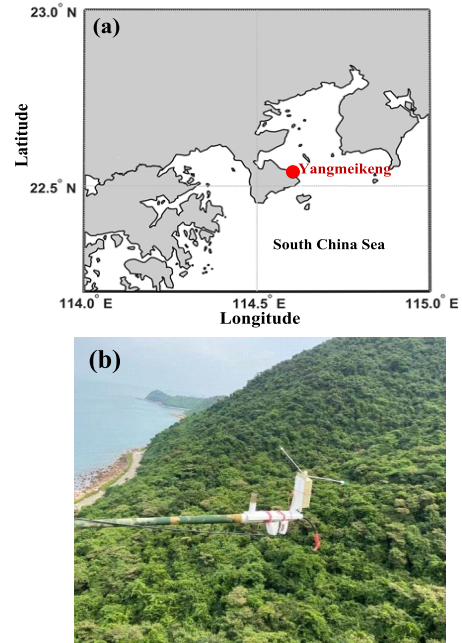 (a)
23.0° N
Latitude
Yangmeikeng
22.5° N
South China Sea
114.0° E
114.5° E
115.0° E
Longitude
(b)